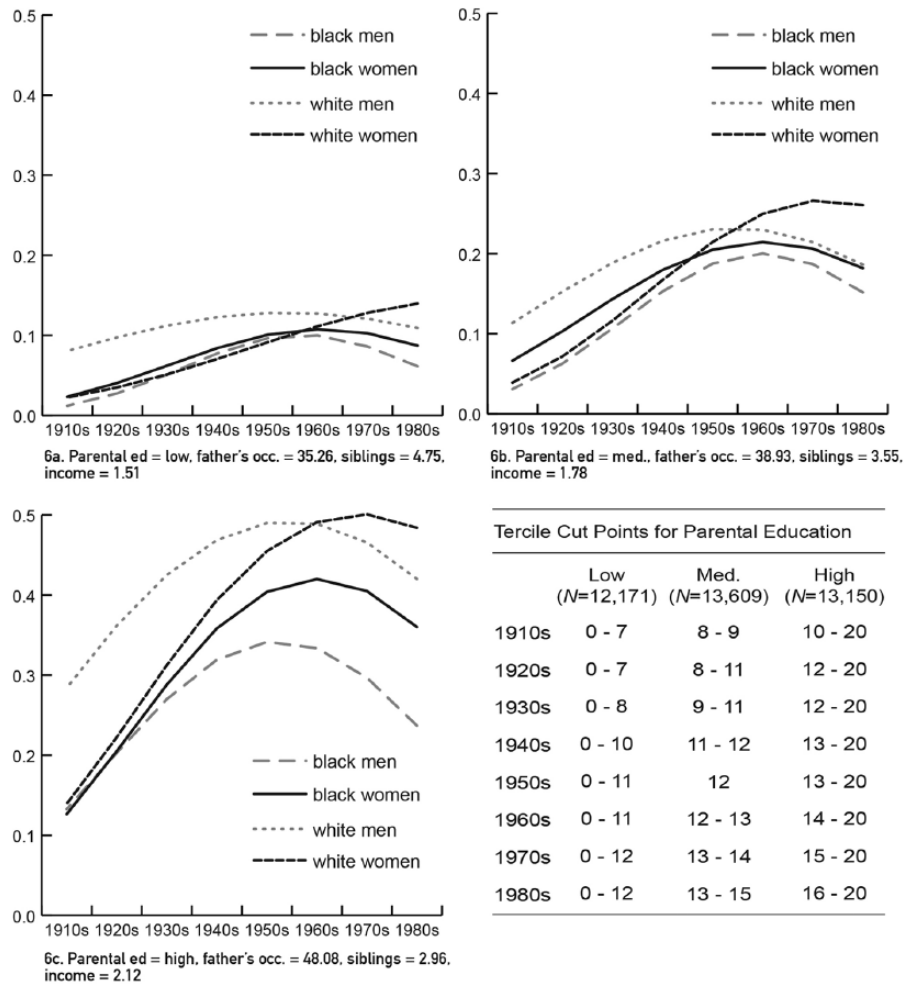 0.5
0.4
0.3
0.2
0.1
0.0
black men
black women
white men
white women
1910s 1920s 1930s 1940s 1950s 1960s 1970s 1980s
6a. Parental ed = low, father's occ. = 35.26, siblings = 4.75,
income = 1.51
0.5
0.4
0.3
0.2
0.1
0.0
black men
black women
white men
white women
1910s 1920s 1930s 1940s 1950s 1960s 1970s 1980s
6b. Parental ed = med., father's occ. = 38.93, siblings = 3.55,
income = 1.78
0.5
0.4
0.3
0.2
0.1
0.0
black men
black women
white men
white women
1910s 1920s 1930s 1940s 1950s 1960s 1970s 1980s
6c. Parental ed = high, father's occ. = 48.08, siblings = 2.96,
income = 2.12
Tercile Cut Points for Parental Education
Low Med. High
(N=12,171) (N=13,609) (N=13,150)
1910s 0 - 7 8 - 9 10 - 20
1920s 0 - 7 8 - 11 12 - 20
1930s 0 - 8 9 - 11 12 - 20
1940s 0 - 10 11 - 12 13 - 20
1950s 0 - 11 12 13 - 20
1960s 0 - 11 12 - 13 14 - 20
1970s 0 - 12 13 - 14 15 - 20
1980s 0 - 12 13 - 15 16 - 20